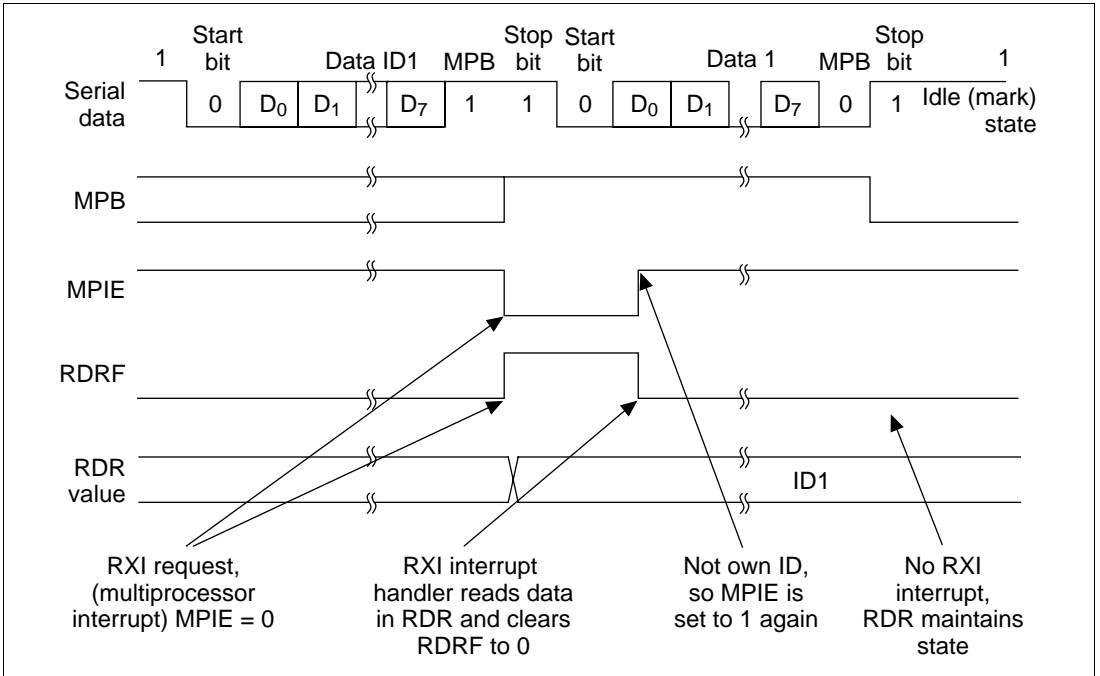 1 Start bit Data ID1 MPB Stop bit Start bit Data 1 MPB Stop bit 1
Serial data 0 D0 D1 D7 1 1 0 D0 D1 D7 0 1 Idle (mark) state
MPB
MPIE
RDRF
RDR value
ID1
RXI request,
(multiprocessor
interrupt) MPIE = 0
RXI interrupt
handler reads data
in RDR and clears
RDRF to 0
Not own ID,
so MPIE is
set to 1 again
No RXI
interrupt,
RDR maintains
state